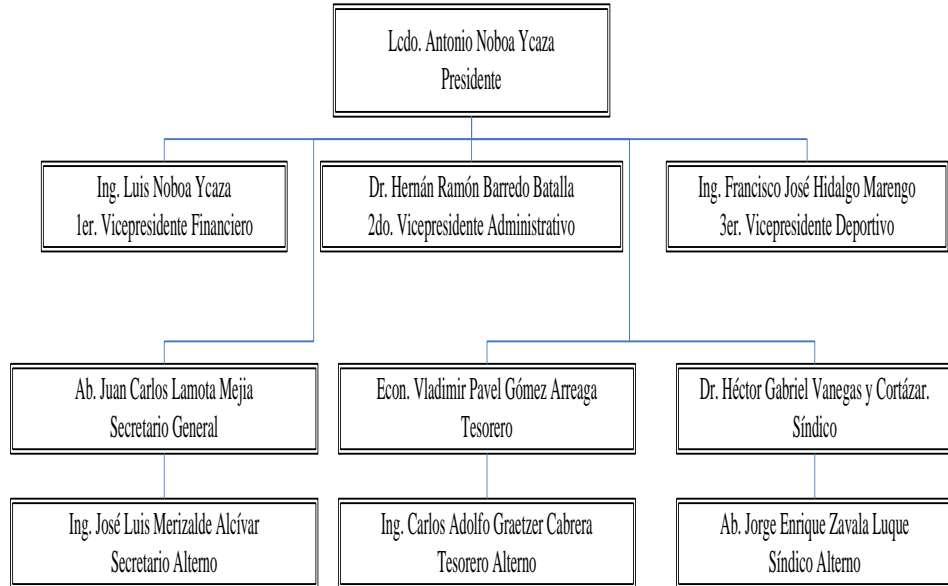 Lcdo. Antonio Noboa Ycaza
Presidente
Ing. Luis Noboa Ycaza
1er. Vicepresidente Financiero
Dr. Hernán Ramón Barredo Batalla
2do. Vicepresidente Administrativo
Ing. Francisco José Hidalgo Marengo
3er. Vicepresidente Deportivo
Ab. Juan Carlos Lamota Mejia
Secretario General
Econ. Vladimir Pavel Gómez Arreaga
Tesorero
Dr. Héctor Gabriel Vanegas y Cortázar.
Síndico
Ing. José Luis Merizalde Alcívar
Secretario Alterno
Ing. Carlos Adolfo Graetzer Cabrera
Tesorero Alterno
Ab. Jorge Enrique Zavala Luque
Síndico Alterno